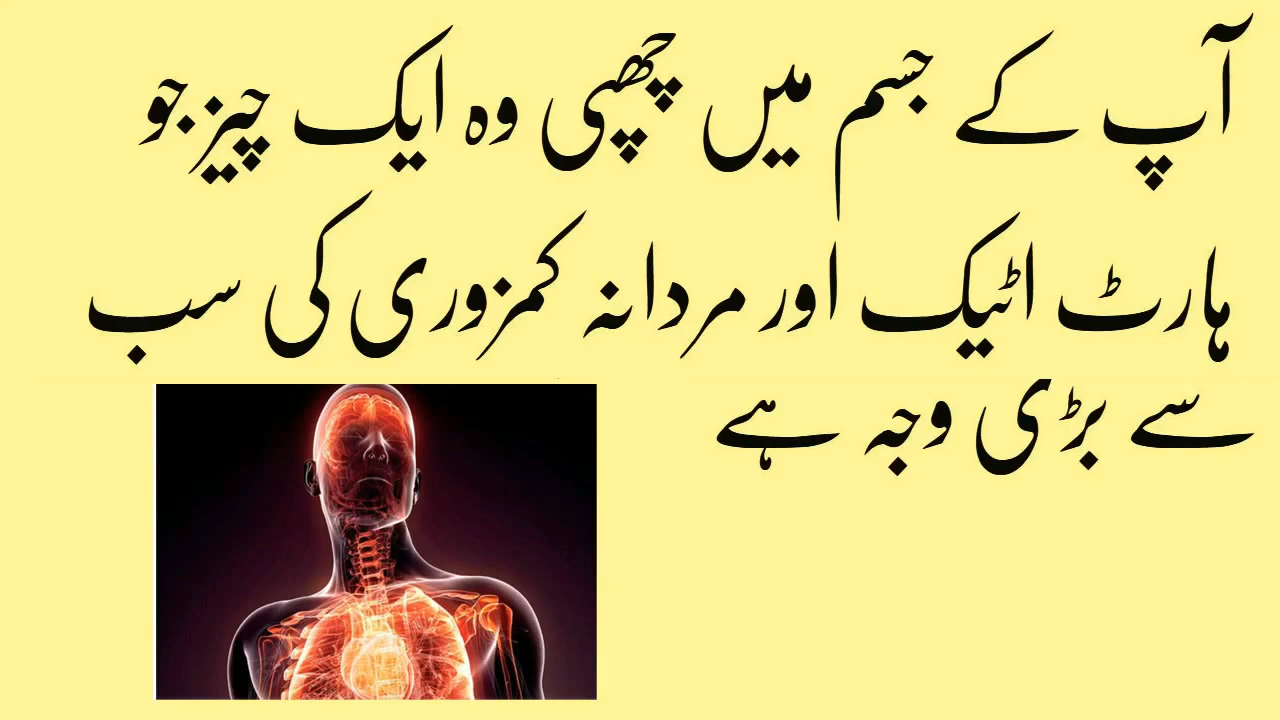 آپ کے جسم میں چھپی وہ ایک چیز جو
ہارٹ اٹیک اور مردانہ کمزوری کی سب
سے بڑی وجہ ہے